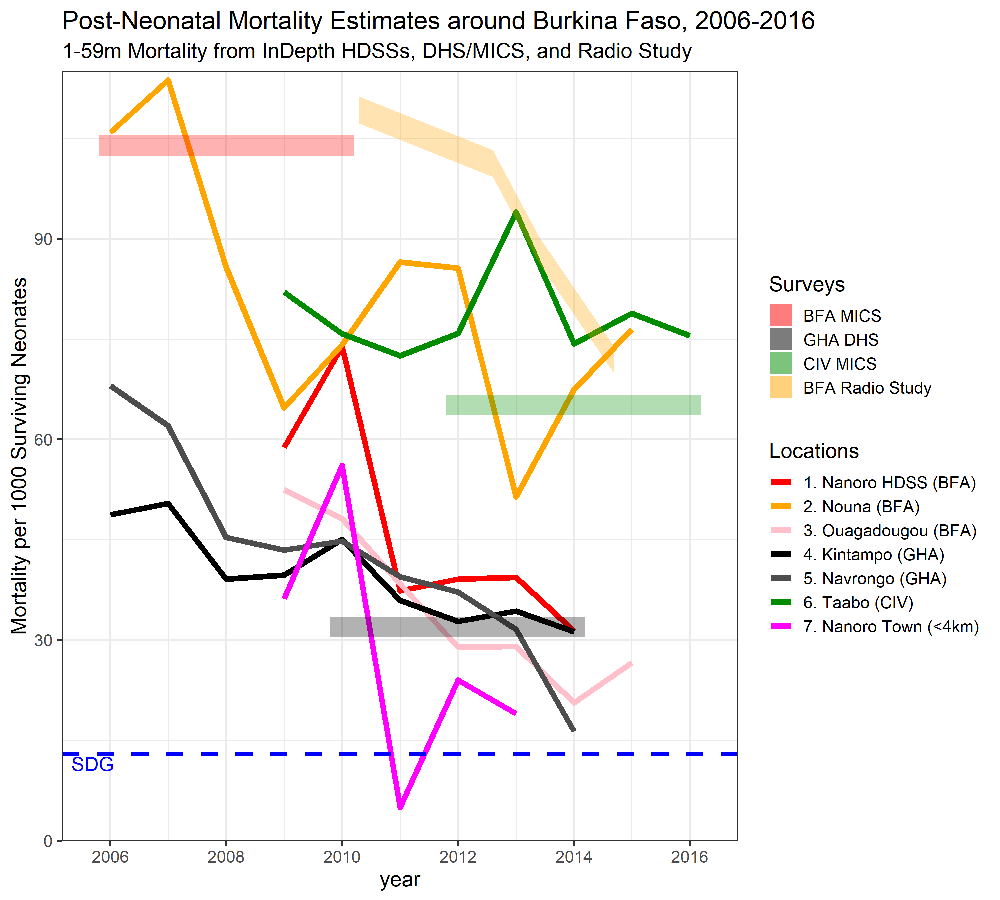 Post-Neonatal Mortality Estimates around Burkina Faso, 2006-2016
1-59m Mortality from InDepth HDSSs, DHS/MICS, and Radio Study
Mortality per 1000 Surviving Neonates
90
60
30
0
SDG
2006
2008
2010
2012
2014
2016
year
Surveys
BFA MICS
GHA DHS
CIV MICS
BFA Radio Study
Locations
1. Nanoro HDSS (BFA)
2. Nouna (BFA)
3. Ouagadougou (BFA)
4. Kintampo (GHA)
5. Navrongo (GHA)
6. Taabo (CIV)
7. Nanoro Town (<4km)